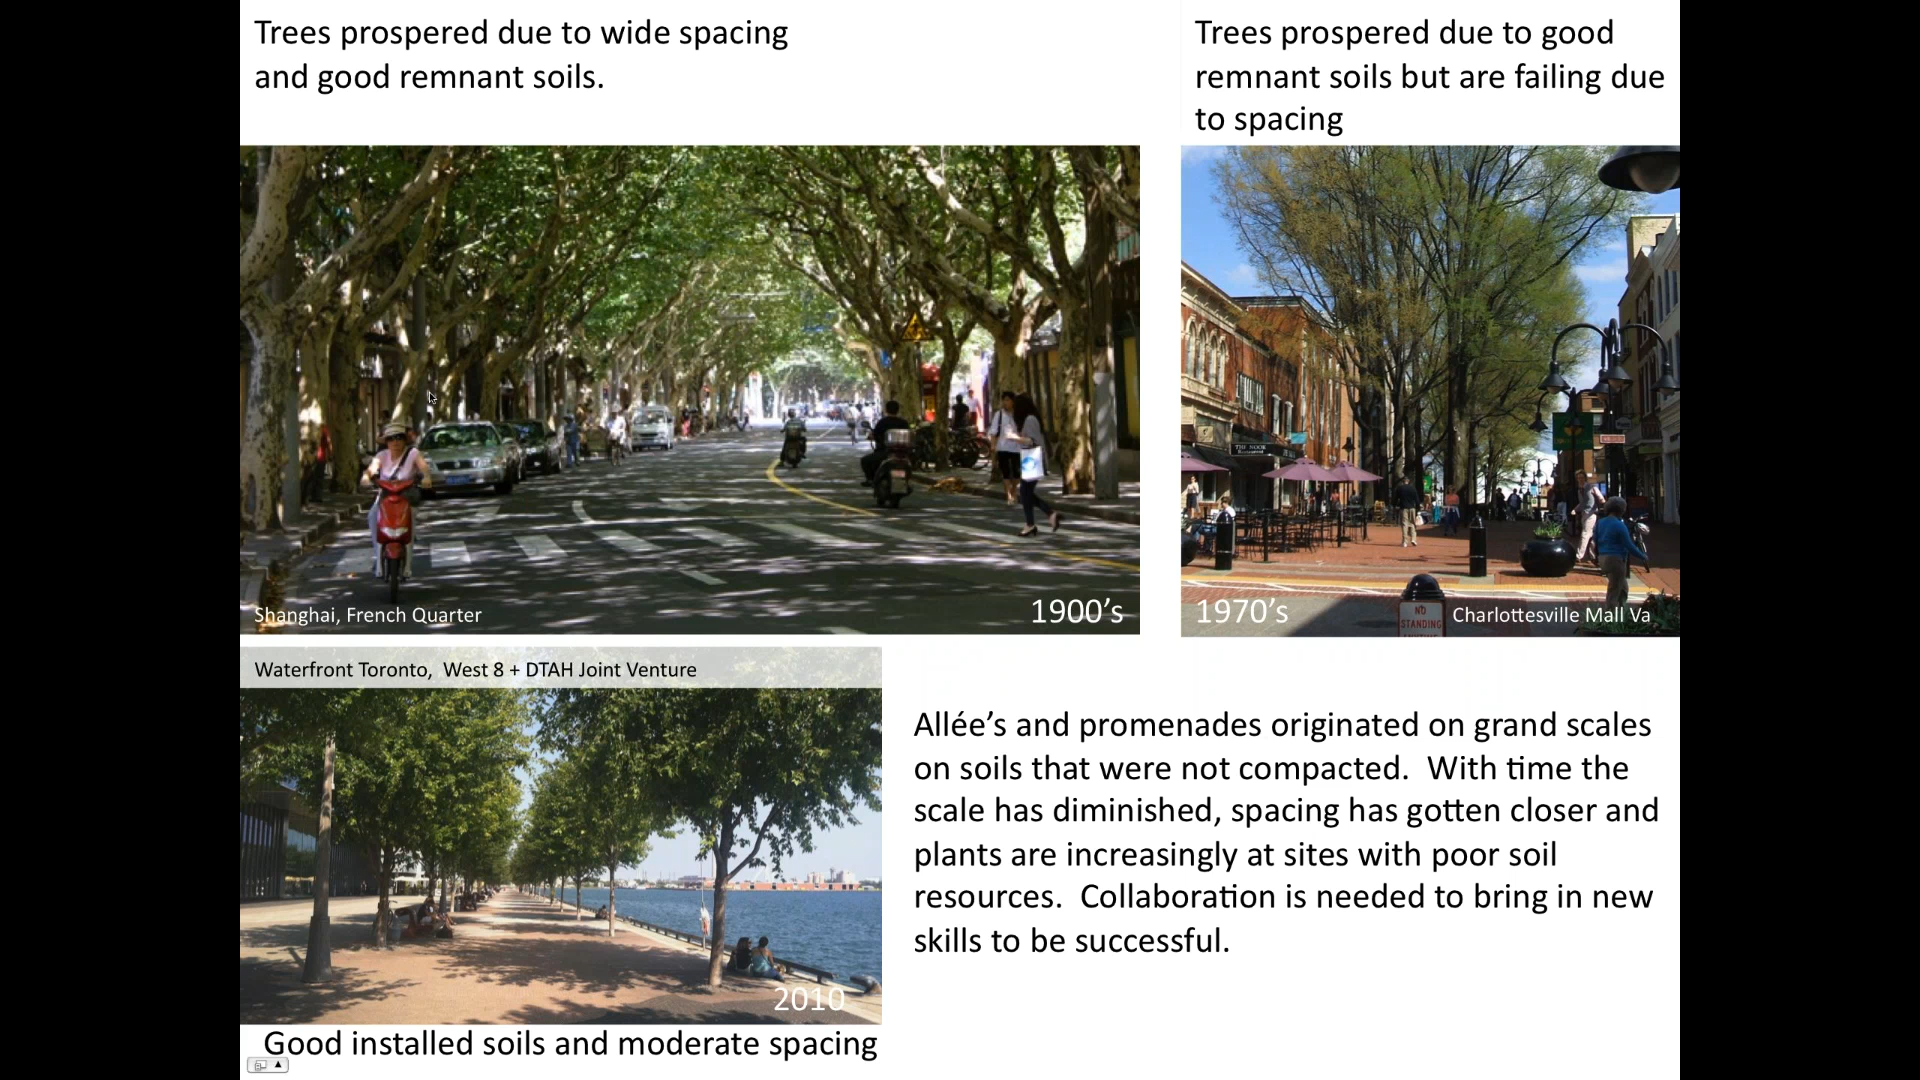 Trees prospered due to wide spacing
and good remnant soils.
Trees prospered due to good
remnant soils but are failing due
to spacing
Shanghai, French Quarter
1900’s
NO
STANDING
1970’s
Charlottesville Mall Va
Waterfront Toronto,  West 8 + DTAH Joint Venture
2010
Good installed soils and moderate spacing
Allée’s and promenades originated on grand scales
on soils that were not compacted.  With time the
scale has diminished, spacing has gotten closer and
plants are increasingly at sites with poor soil
resources.  Collaboration is needed to bring in new
skills to be successful.